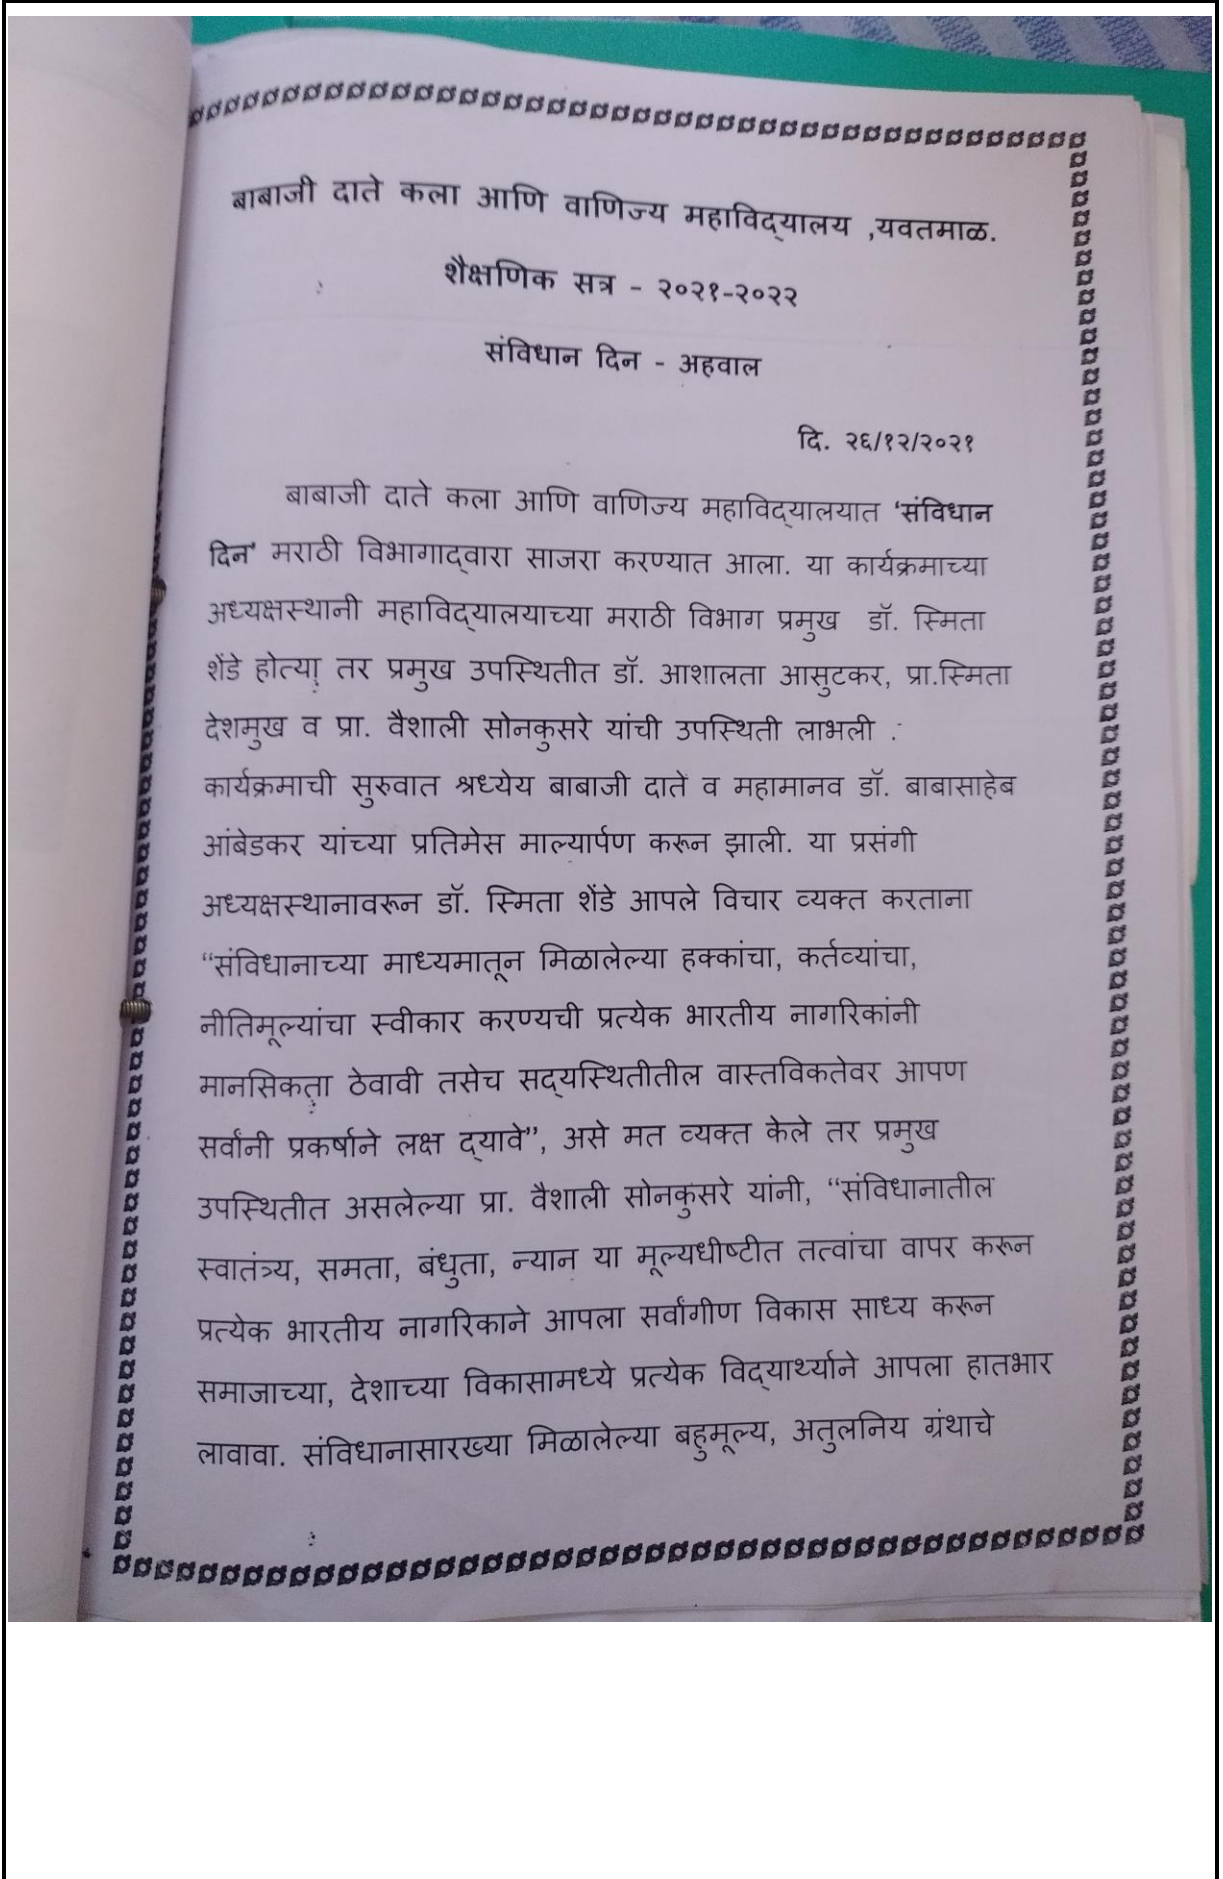 बाबाजी दाते कला आणि वाणिज्य महाविद्‌यालय ,यवतमाळ.
शैक्षणिक सत्र - २०२१-२०२२
संविधान दिन - अहवाल
दि. २६/१२/२०२१
बाबाजी दाते कला आणि वाणिज्य महाविद्‌यालयात ‘संविधान
दिन’ मराठी विभागाद्‌वारा साजरा करण्यात आला. या कार्यक्रमाच्या
अध्यक्षस्थानी महाविद्‌यालयाच्या मराठी विभाग प्रमुख डॉ. स्मिता
शेंडे होत्या तर प्रमुख उपस्थितीत डॉ. आशालता आसुटकर, प्रा.स्मिता
देशमुख व प्रा. वैशाली सोनकुसरे यांची उपस्थिती लाभली .
कार्यक्रमाची सुरुवात श्रध्येय बाबाजी दाते व महामानव डॉ. बाबासाहेब
आंबेडकर यांच्या प्रतिमेस माल्यार्पण करून झाली. या प्रसंगी
अध्यक्षस्थानावरून डॉ. स्मिता शेंडे आपले विचार व्यक्त करताना
“संविधानाच्या माध्यमातून मिळालेल्या हक्कांचा, कर्तव्यांचा,
नीतिमूल्यांचा स्वीकार करण्यची प्रत्येक भारतीय नागरिकांनी
मानसिकता ठेवावी तसेच सद्‌यस्थितीतील वास्तविकतेवर आपण
सर्वांनी प्रकर्षाने लक्ष द्‌यावे”, असे मत व्यक्त केले तर प्रमुख
उपस्थितीत असलेल्या प्रा. वैशाली सोनकुसरे यांनी, “संविधानातील
स्वातंत्र्य, समता, बंधुता, न्यान या मूल्यधीष्टीत तत्वांचा वापर करून
प्रत्येक भारतीय नागरिकाने आपला सर्वांगीण विकास साध्य करून
समाजाच्या, देशाच्या विकासामध्ये प्रत्येक विद्‌यार्थ्याने आपला हातभार
लावावा. संविधानासारख्या मिळालेल्या बहुमूल्य, अतुलनिय ग्रंथाचे